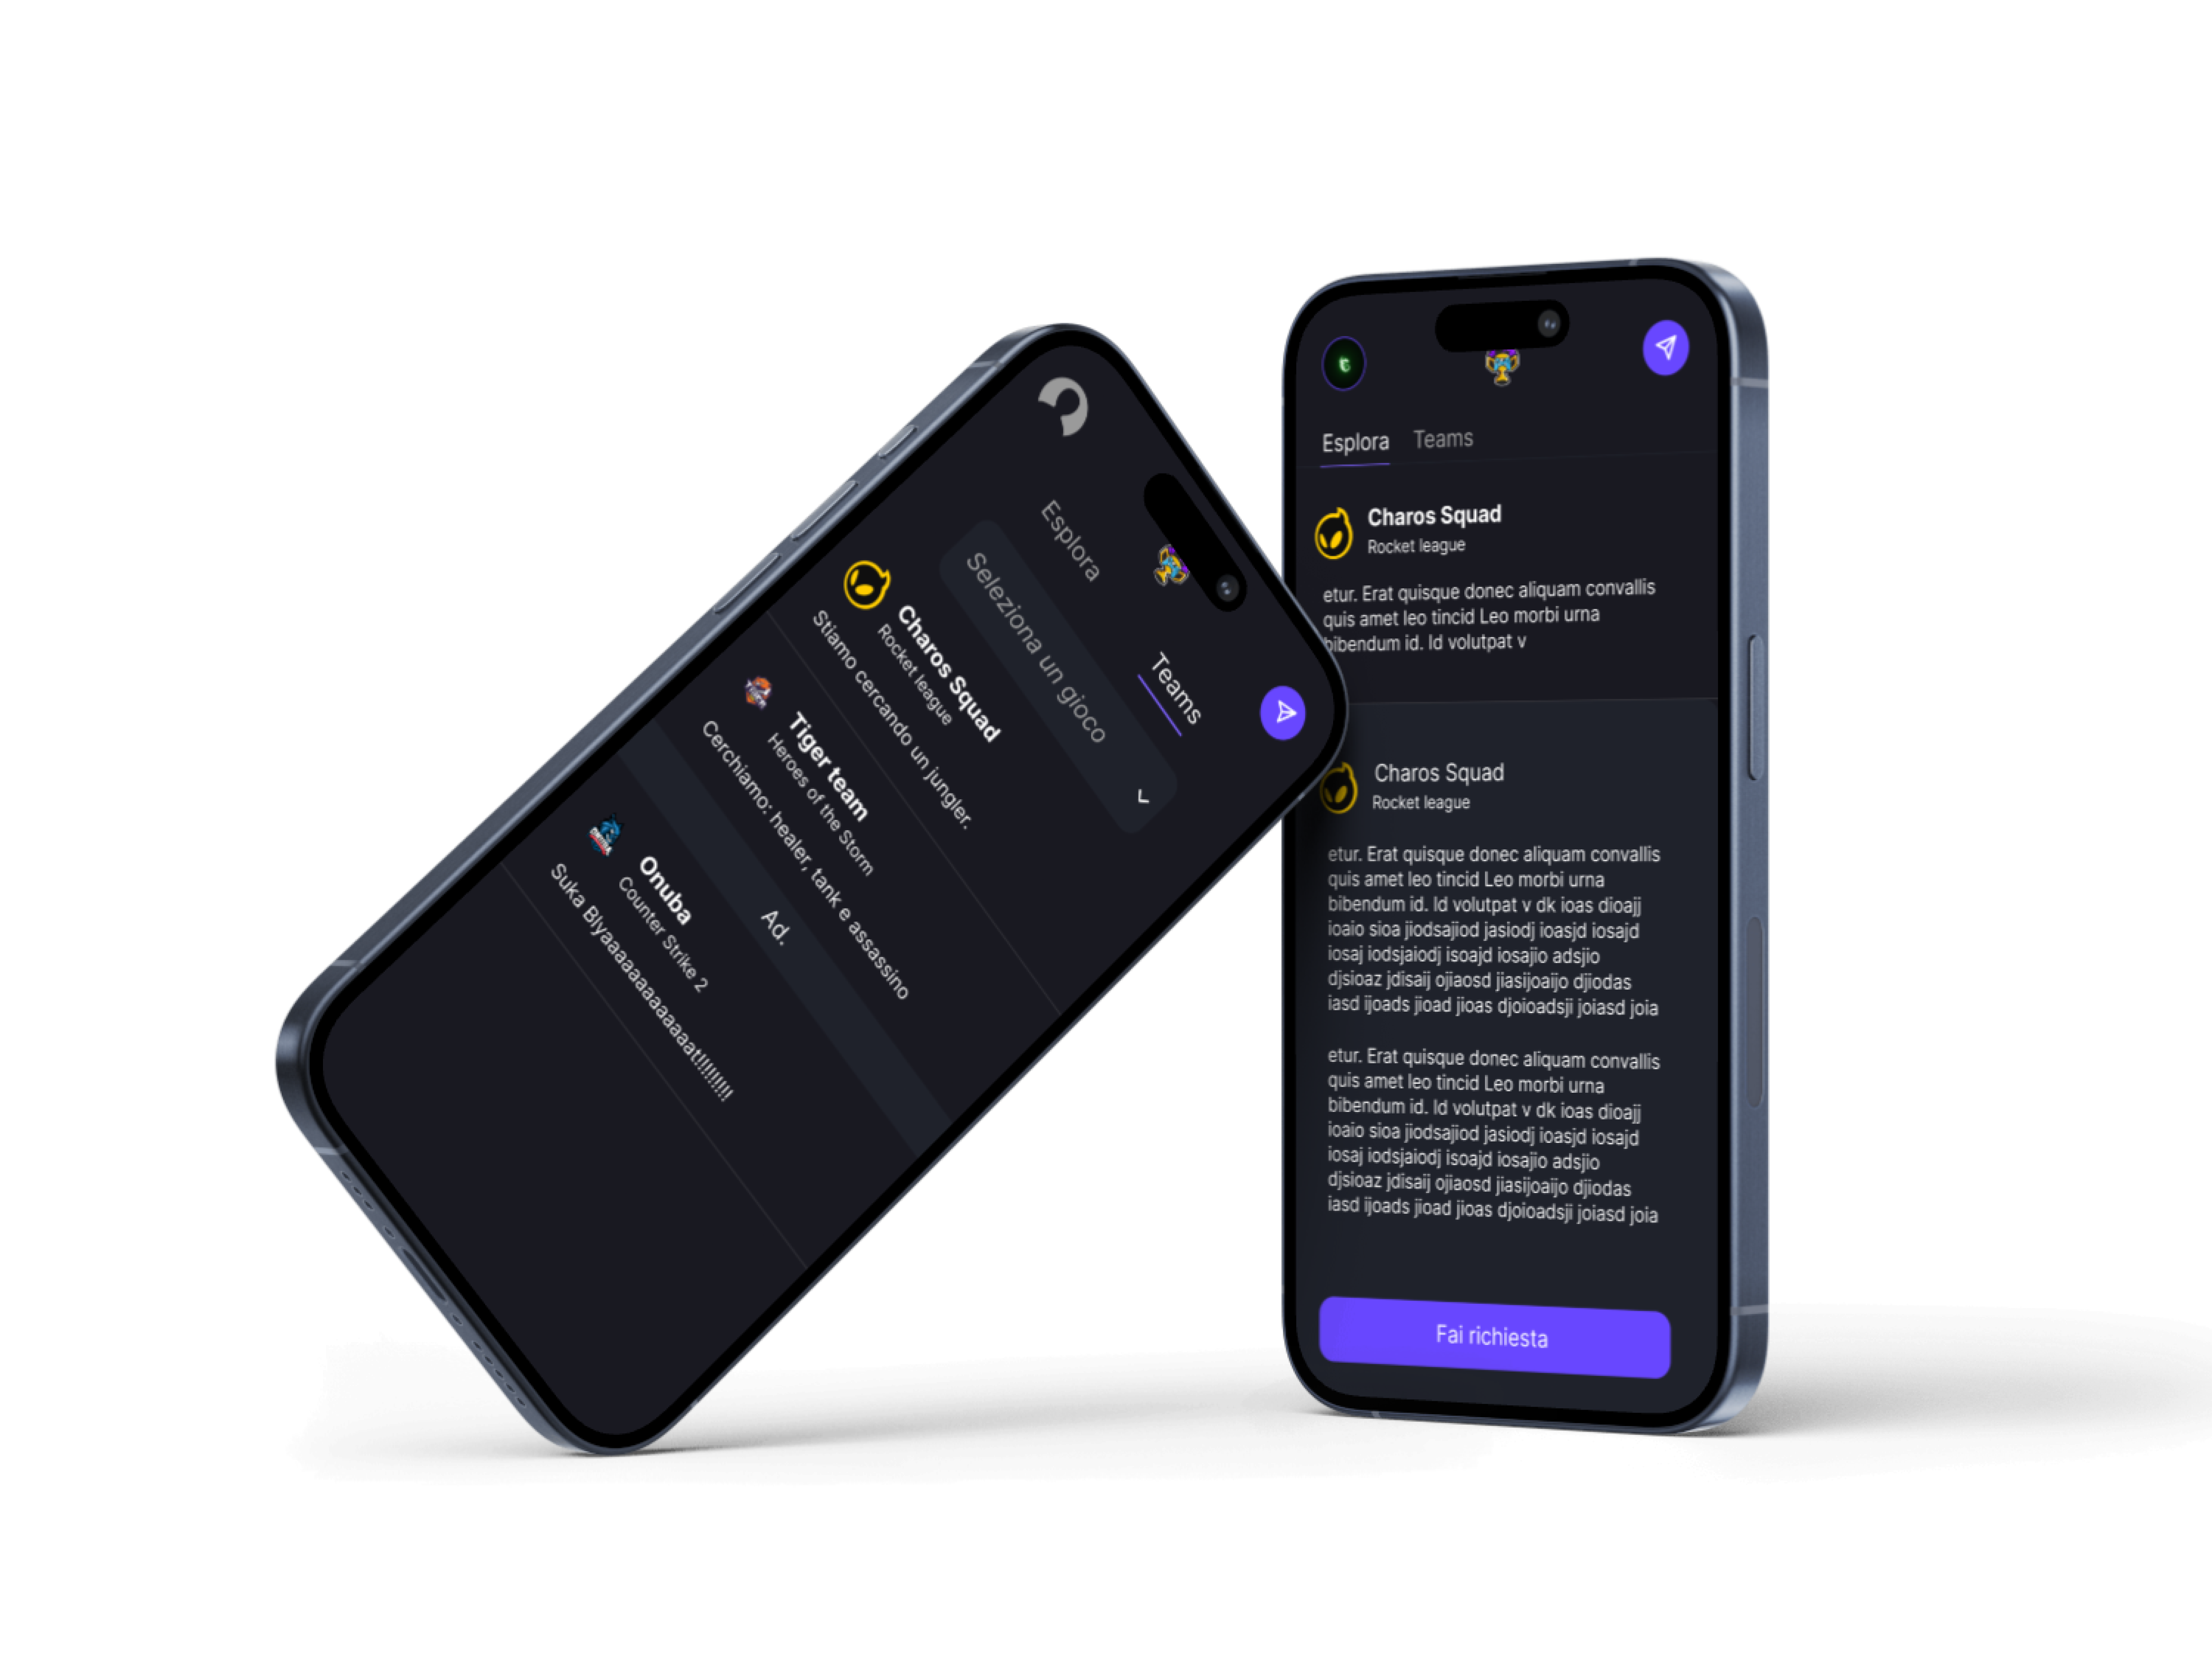 Esplora
Teams
Seleziona un gioco
Charos Squad
Rocket league
Stiamo cercando un jungler.
Tiger team
Heroes of the Storm
Cerchiamo: healer, tank e assassino
Ad.
Onuba
Counter Strike 2
Suka Blyaaaaaaaaaaaaat!!!!!!!!!
Esplora Teams
Charos Squad
Rocket league
etur. Erat quisque donec aliquam convallis
quis amet leo tincid Leo morbi urna
bibendum id. Id volutpat v
Charos Squad
Rocket league
etur. Erat quisque donec aliquam convallis
quis amet leo tincid Leo morbi urna
bibendum id. Id volutpat v dk ioas dioajj
ioaio sioa jiodsajiod jasiodj ioasjd iosajd
iosaj iodsjaiodj isoajd iosajio adsjio
djsioaz jdisaij ojiaosd jiasijoaijo djiodas
iasd ijoads jioad jioas djoioadsji joiasd joia
etur. Erat quisque donec aliquam convallis
quis amet leo tincid Leo morbi urna
bibendum id. Id volutpat v dk ioas dioajj
ioaio sioa jiodsajiod jasiodj ioasjd iosajd
iosaj iodsjaiodj isoajd iosajio adsjio
djsioaz jdisaij ojiaosd jiasijoaijo djiodas
iasd ijoads jioad jioas djoioadsji joiasd joia
Fai richiesta